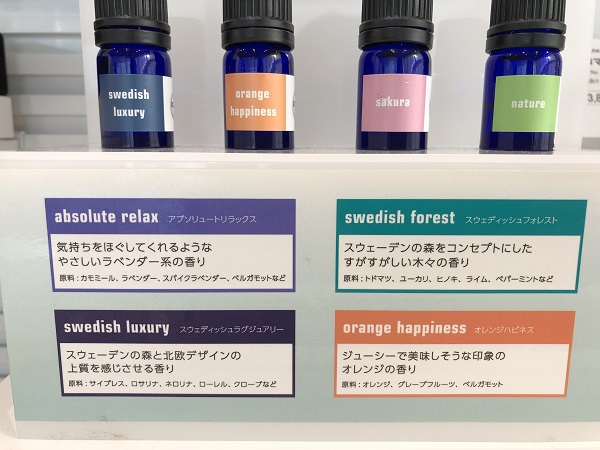 swedish
luxury
orange
happiness
sakura
nature
absolute relax アブソリュートリラックス
気持ちをほぐしてくれるような
やさしいラベンダー系の香り
原料：カモミール、ラベンダー、スパイクラベンダー、ベルガモットなど
swedish forest スウェディッシュフォレスト
スウェーデンの森をコンセプトにした
すがすがしい木々の香り
原料：トドマツ、ユーカリ、ヒノキ、ライム、ペパーミントなど
swedish luxury スウェディッシュラグジュアリー
スウェーデンの森と北欧デザインの
上質を感じさせる香り
原料：サイプレス、ロサリナ、ネロリナ、ローレル、クローブなど
orange happiness オレンジハピネス
ジューシーで美味しそうな印象の
オレンジの香り
原料：オレンジ、グレープフルーツ、ベルガモット